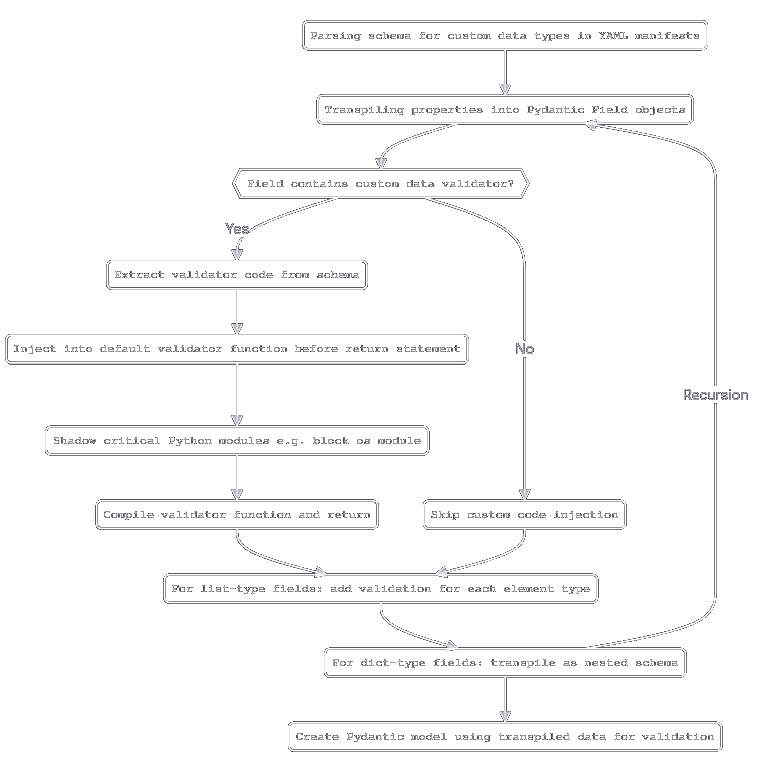 Parsing schema for custom data types in YAML manifests
Transpiling properties into Pydantic Field objects
Field contains custom data validator?
Yes
Extract validator code from schema
Inject into default validator function before return statement
No
Recursion
Shadow critical Python modules e.g. block os module
Compile validator function and return
Skip custom code injection
For list-type fields: add validation for each element type
For dict-type fields: transpile as nested schema
Create Pydantic model using transpiled data for validation